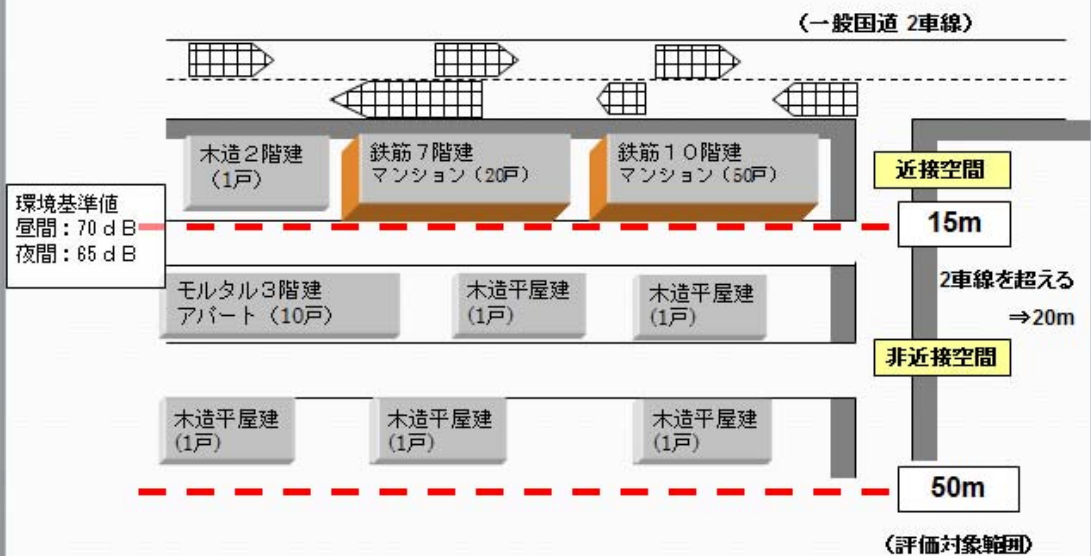 (一般国道 2車線)
木造２階建
(1戸)
鉄筋７階建
マンション(20戸)
鉄筋１０階建
マンション(50戸)
近接空間
環境基準値
昼間：70ｄB
夜間：65ｄB
15m
2車線を超える
⇒20m
モルタル３階建
アパート (10戸)
木造平屋建
(1戸)
木造平屋建
(1戸)
非近接空間
木造平屋建
(1戸)
木造平屋建
(1戸)
木造平屋建
(1戸)
50m
(評価対象範囲)